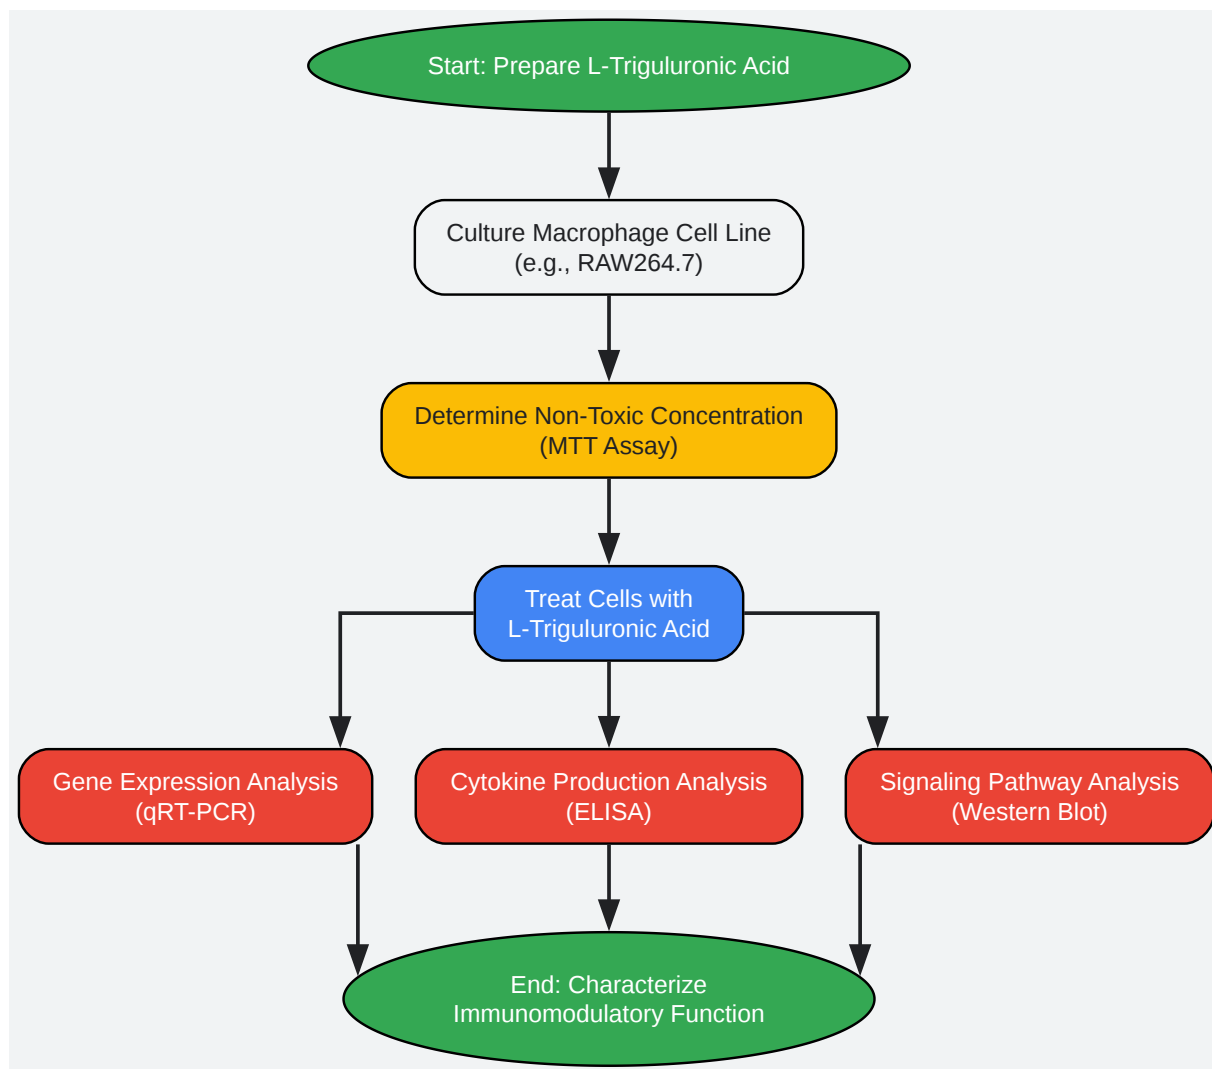 Start: Prepare L-Triguluronic Acid
Culture Macrophage Cell Line
(e.g., RAW264.7)
Determine Non-Toxic Concentration
(MTT Assay)
Treat Cells with
L-Triguluronic Acid
Gene Expression Analysis
(qRT-PCR)
Cytokine Production Analysis
(ELISA)
Signaling Pathway Analysis
(Western Blot)
End: Characterize
Immunomodulatory Function